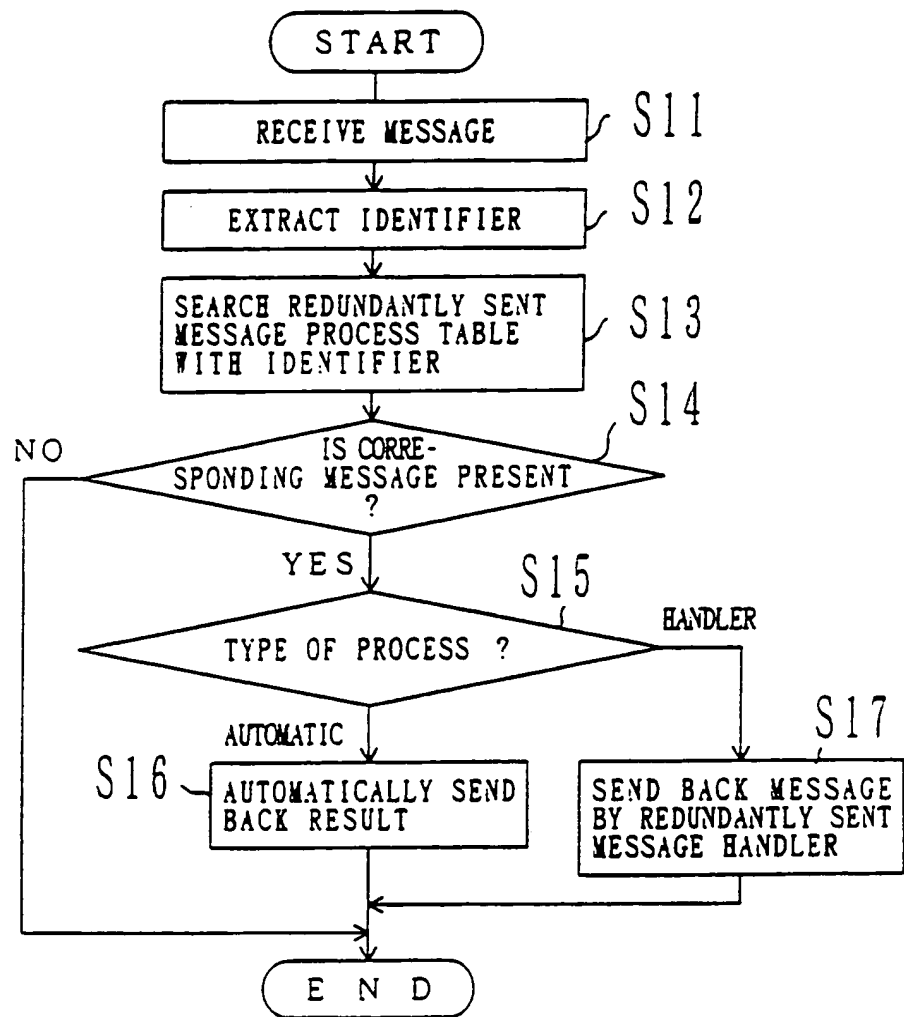 START
RECEIVE MESSAGE
S11
EXTRACT IDENTIFIER
S12
SEARCH REDUNDANTLY SENT
MESSAGE PROCESS TABLE
WITH IDENTIFIER
S13
S14
NO
IS CORRE-
SPONDING MESSAGE PRESENT
?
YES
S15
HANDLER
TYPE OF PROCESS ?
AUTOMATIC
S16
AUTOMATICALLY SEND
BACK RESULT
S17
SEND BACK MESSAGE
BY REDUNDANTLY SENT
MESSAGE HANDLER
END